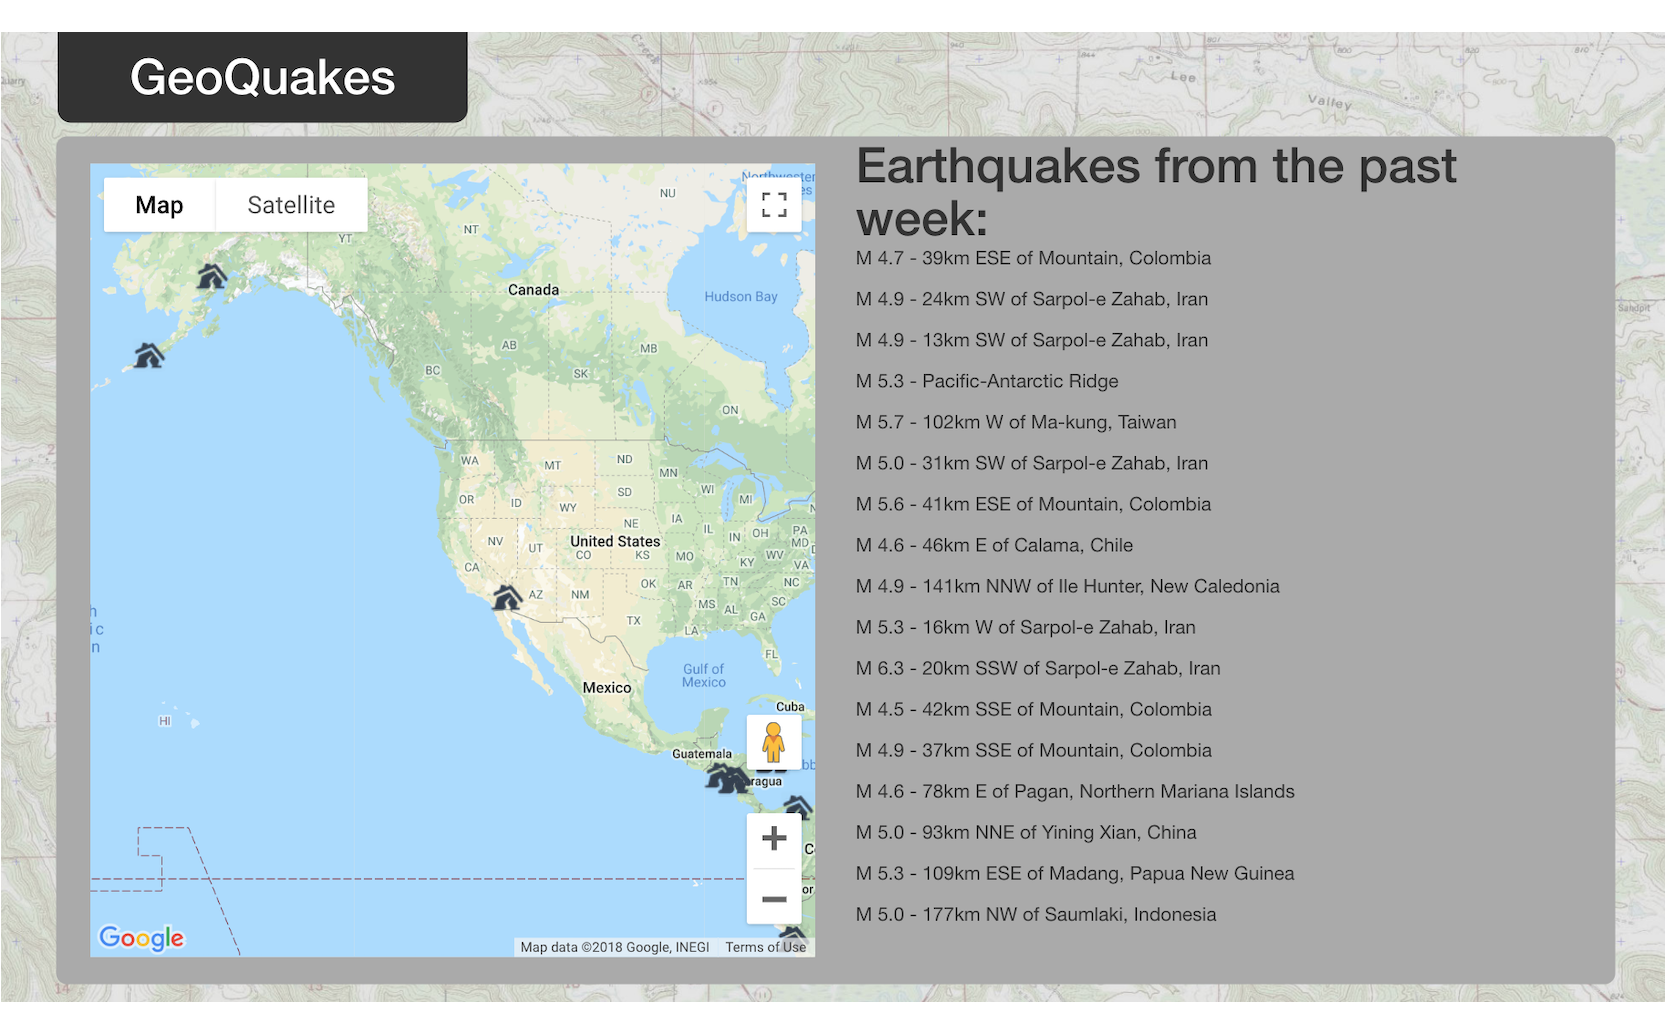 GeoQuakes
Earthquakes from the past
week:
M 4.7 - 39km ESE of Mountain, Colombia
M 4.9 - 24km SW of Sarpol-e Zahab, Iran
M 4.9 - 13km SW of Sarpol-e Zahab, Iran
M 5.3 - Pacific-Antarctic Ridge
M 5.7 - 102km W of Ma-kung, Taiwan
M 5.0 - 31km SW of Sarpol-e Zahab, Iran
M 5.6 - 41km ESE of Mountain, Colombia
M 4.6 - 46km E of Calama, Chile
M 4.9 - 141km NNW of Ile Hunter, New Caledonia
M 5.3 - 16km W of Sarpol-e Zahab, Iran
M 6.3 - 20km SSW of Sarpol-e Zahab, Iran
M 4.5 - 42km SSE of Mountain, Colombia
M 4.9 - 37km SSE of Mountain, Colombia
M 4.6 - 78km E of Pagan, Northern Mariana Islands
M 5.0 - 93km NNE of Yining Xian, China
M 5.3 - 109km ESE of Madang, Papua New Guinea
M 5.0 - 177km NW of Saumlaki, Indonesia
Map Satellite
NU
NT
YT
Canada
Hudson Bay
AB
MB
BC
SK
ON
WA
MT
ND
MN
OR
ID
SD
WI
MI
WY
NE
IA
IL
IN
OH
PA
NV
UT
United States
CO
KS
MO
KY
WV
MD
VA
CA
AZ
NM
OK
AR
TN
NC
MS
AL
SC
GA
TX
LA
FL
Gulf of
Mexico
Mexico
Cuba
HI
Guatemala
ragua
Google
Map data ©2018 Google, INEGI Terms of Use
Lee
Valley